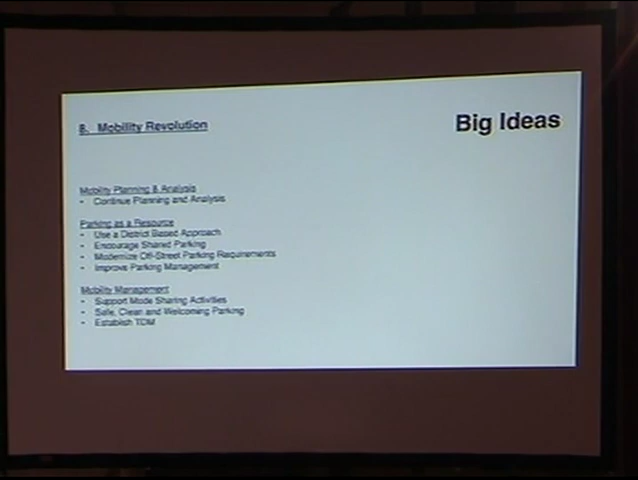 8. Mobility Revolution
Big Ideas
Mobility Planning & Analysis
• Continue Planning and Analysis
Parking as a Resource
• Use a District Based Approach
• Encourage Shared Parking
• Modernize Off-Street Parking Requirements
• Improve Parking Management
Mobility Management
• Support Mode Sharing Activities
• Safe, Clean and Welcoming Parking
• Establish TDM